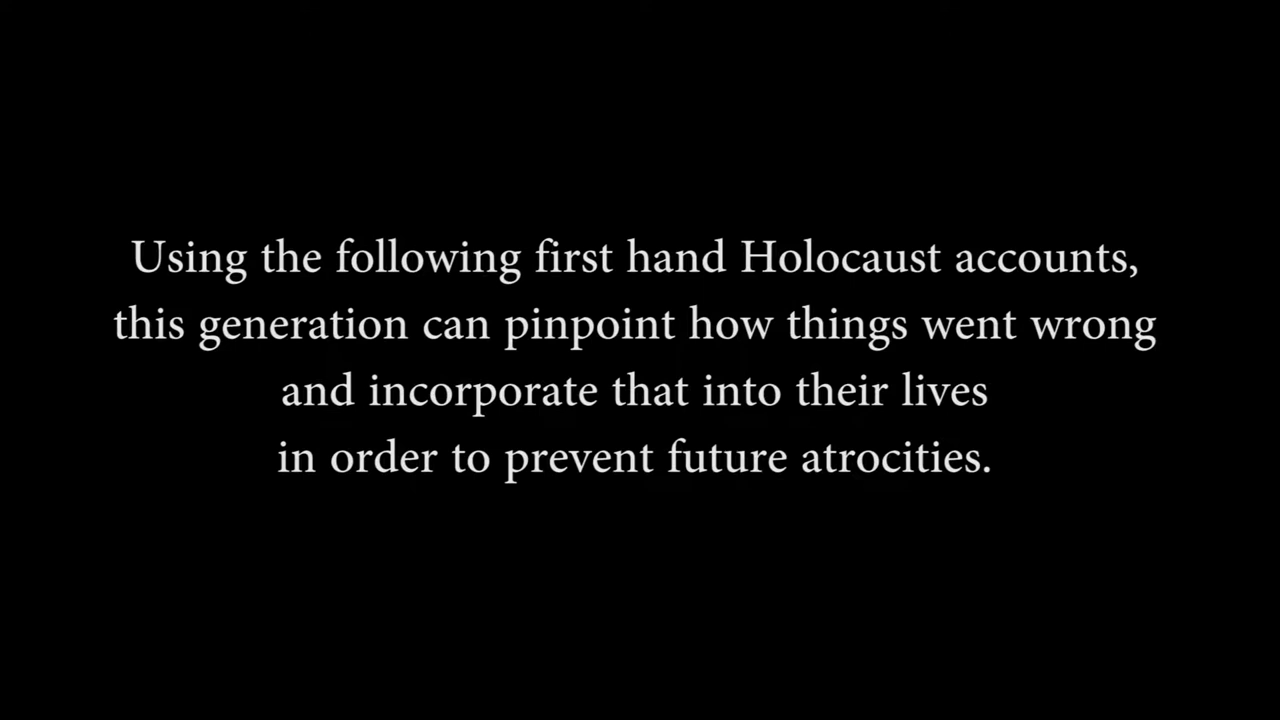 Using the following first hand Holocaust accounts,
this generation can pinpoint how things went wrong
and incorporate that into their lives
in order to prevent future atrocities.